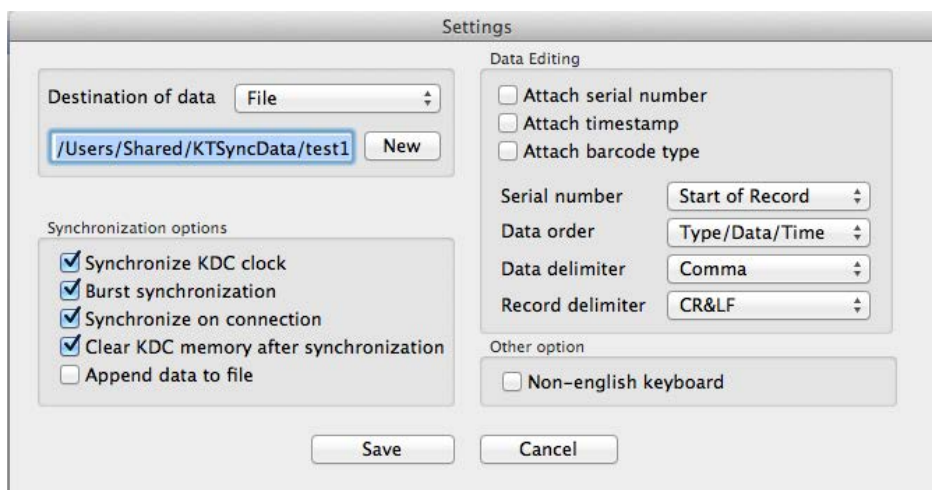 Settings
Destination of data File
/Users/Shared/KTSyncData/test1 New
Synchronization options
Synchronize KDC clock
Burst synchronization
Synchronize on connection
Clear KDC memory after synchronization
Append data to file
Data Editing
Attach serial number
Attach timestamp
Attach barcode type
Serial number Start of Record
Data order Type/Data/Time
Data delimiter Comma
Record delimiter CR&LF
Other option
Non-english keyboard
Save Cancel